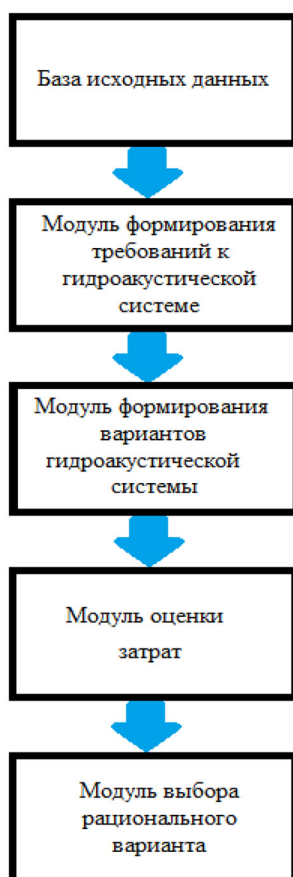 База исходных данных
Модуль формирования
требований к
гидроакустической
системе
Модуль формирования
вариантов
гидроакустической
системы
Модуль оценки
затрат
Модуль выбора
рационального
варианта